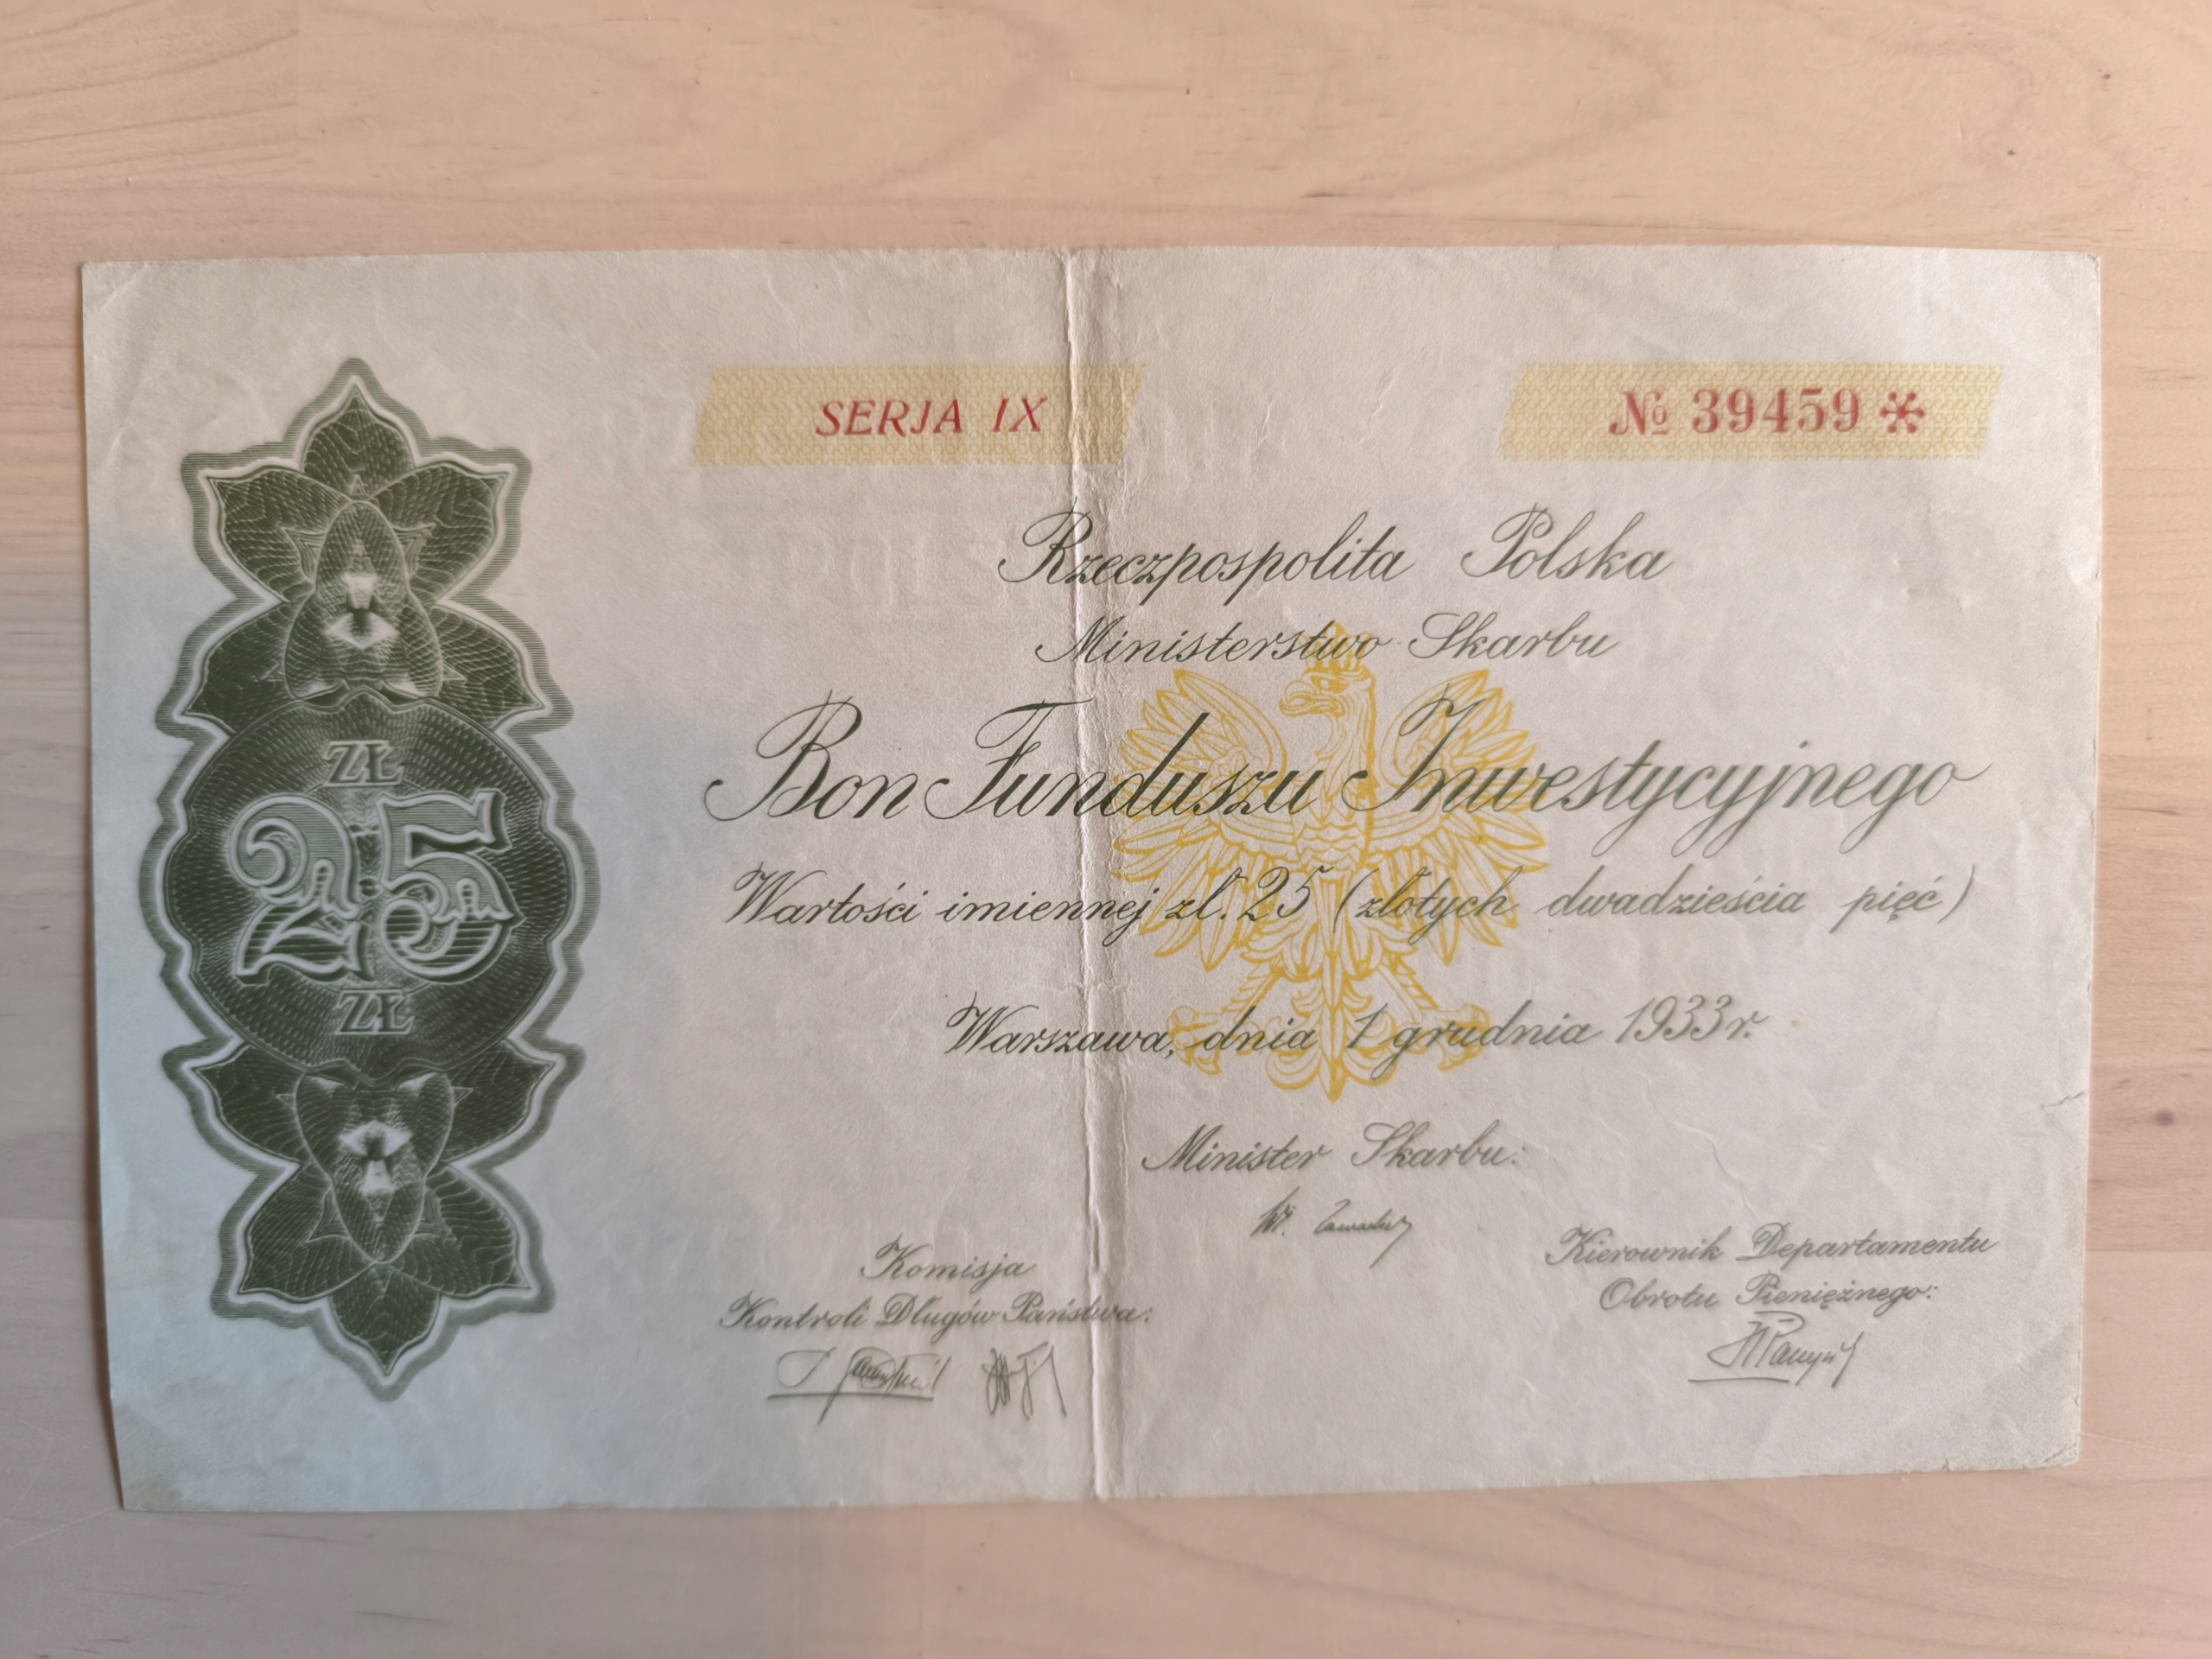 SERJA IX
№ 39459 *
Rzeczpospolita Polska
Ministerstwo Skarbu
Bon Funduszu Inwestycyjnego
ZŁ
25
ZŁ
Wartości imiennej zł. 25 (złotych dwadzieścia pięć)
Warszawa, dnia 1 grudnia 1933 r.
Minister Skarbu:
Komisja
Kontroli Długów Państwa:
Kierownik Departamentu
Obrotu Pieniężnego: